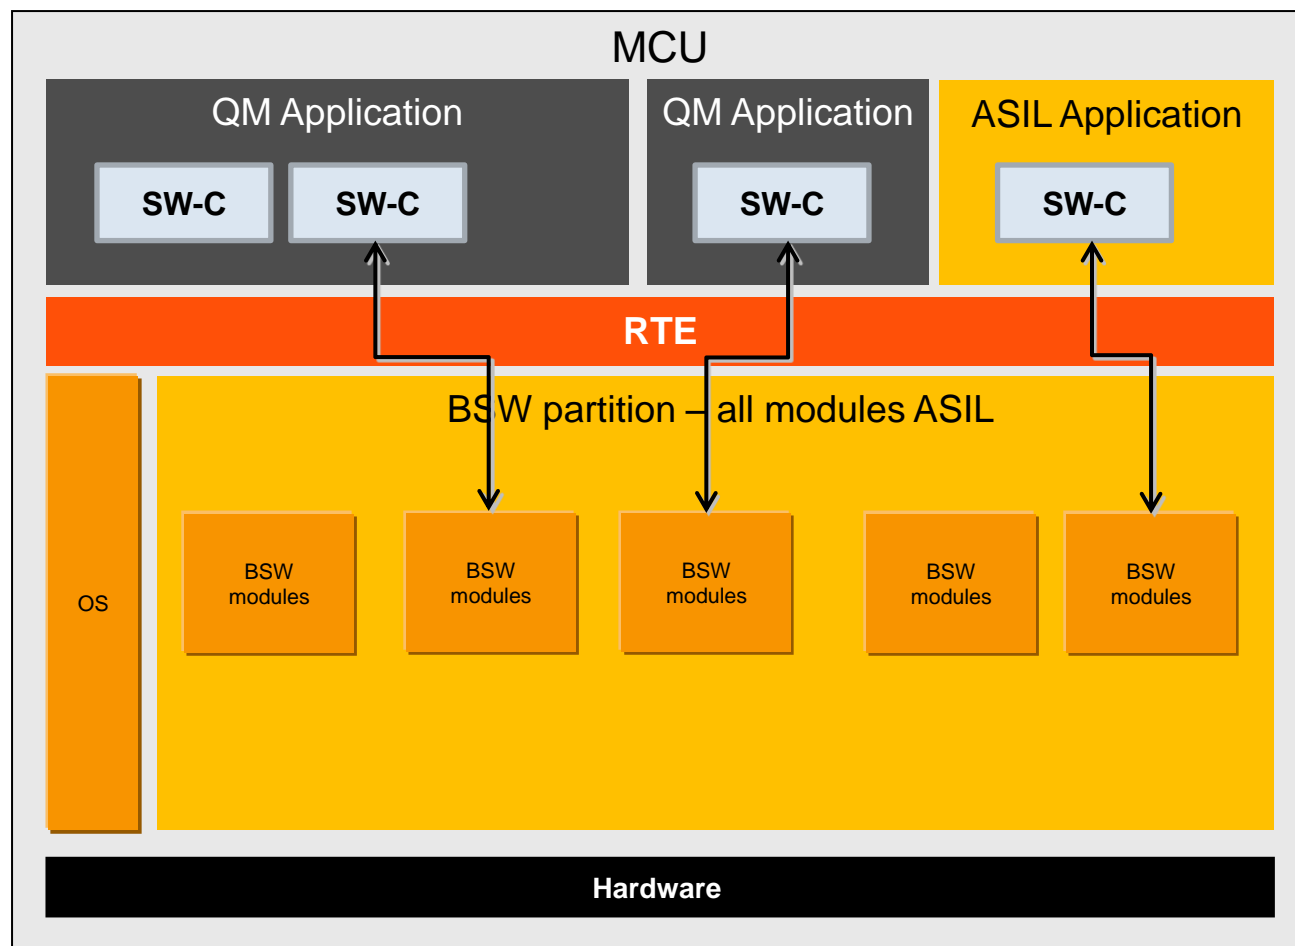 MCU
QM Application
QM Application
ASIL Application
SW-C
SW-C
SW-C
SW-C
RTE
BSW partition – all modules ASIL
OS
BSW
modules
BSW
modules
BSW
modules
BSW
modules
BSW
modules
Hardware